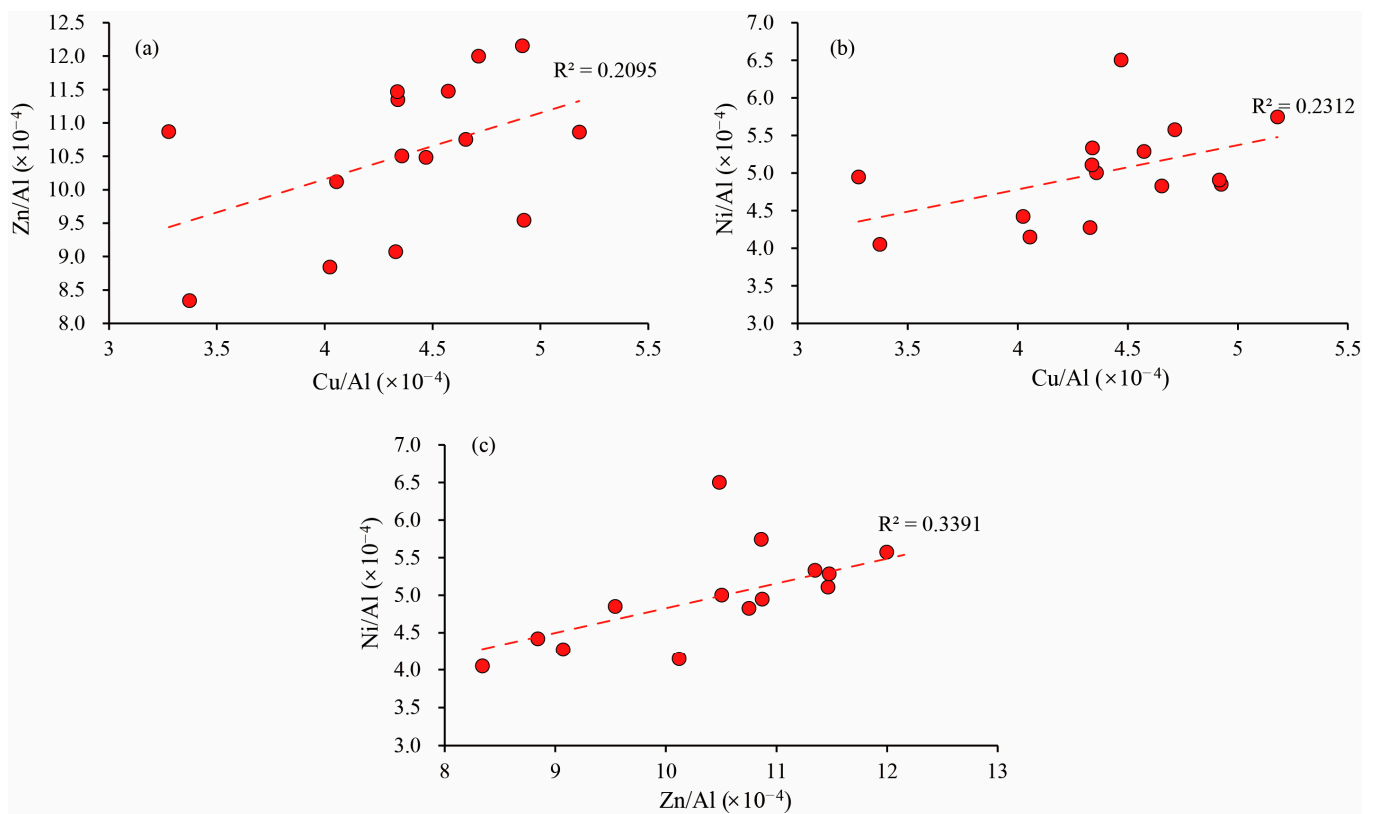 (a)
R² = 0.2095
Zn/Al (×10⁻⁴)
12.5
12.0
11.5
11.0
10.5
10.0
9.5
9.0
8.5
8.0
3 3.5 4 4.5 5 5.5
Cu/Al (×10⁻⁴)
(b)
R² = 0.2312
Ni/Al (×10⁻⁴)
7.0
6.5
6.0
5.5
5.0
4.5
4.0
3.5
3.0
3 3.5 4 4.5 5 5.5
Cu/Al (×10⁻⁴)
(c)
R² = 0.3391
Ni/Al (×10⁻⁴)
7.0
6.5
6.0
5.5
5.0
4.5
4.0
3.5
3.0
8 9 10 11 12 13
Zn/Al (×10⁻⁴)